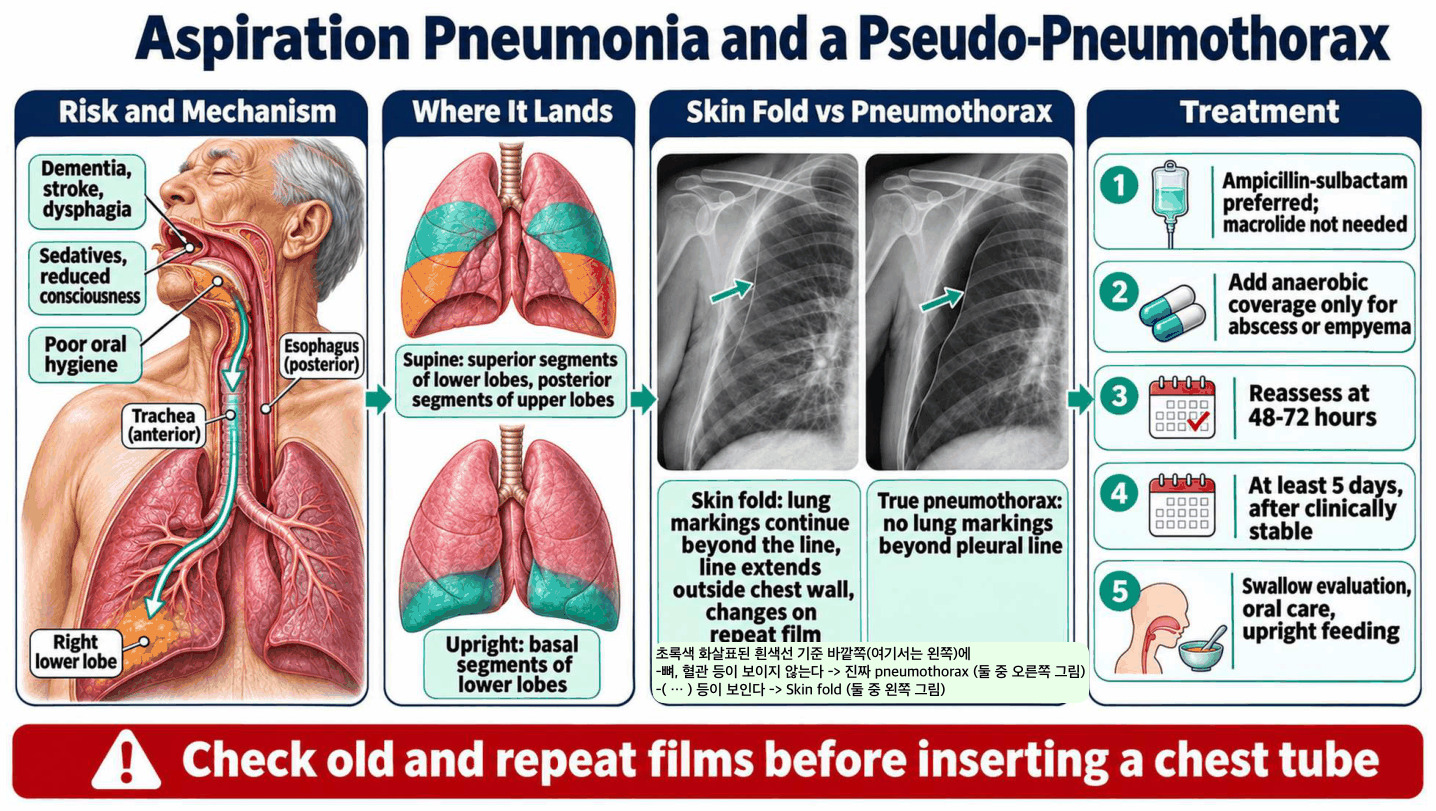 Aspiration Pneumonia and a Pseudo-Pneumothorax
Risk and Mechanism
Dementia,
stroke,
dysphagia
Sedatives,
reduced
consciousness
Poor oral
hygiene
Esophagus
(posterior)
Trachea
(anterior)
Right
lower lobe
Where It Lands
Supine: superior segments
of lower lobes, posterior
segments of upper lobes
Upright: basal
segments of
lower lobes
Skin Fold vs Pneumothorax
Skin fold: lung
markings continue
beyond the line,
line extends
outside chest wall,
changes on
repeat film
True pneumothorax:
no lung markings
beyond pleural line
초록색 화살표된 흰색선 기준 바깥쪽(여기서는 왼쪽)에
-뼈, 혈관 등이 보이지 않는다 -> 진짜 pneumothorax (둘 중 오른쪽 그림)
-( … ) 등이 보인다 -> Skin fold (둘 중 왼쪽 그림)
Treatment
1
Ampicillin-sulbactam
preferred;
macrolide not needed
2
Add anaerobic
coverage only for
abscess or empyema
3
Reassess at
48-72 hours
4
At least 5 days,
after clinically
stable
5
Swallow evaluation,
oral care,
upright feeding
Check old and repeat films before inserting a chest tube